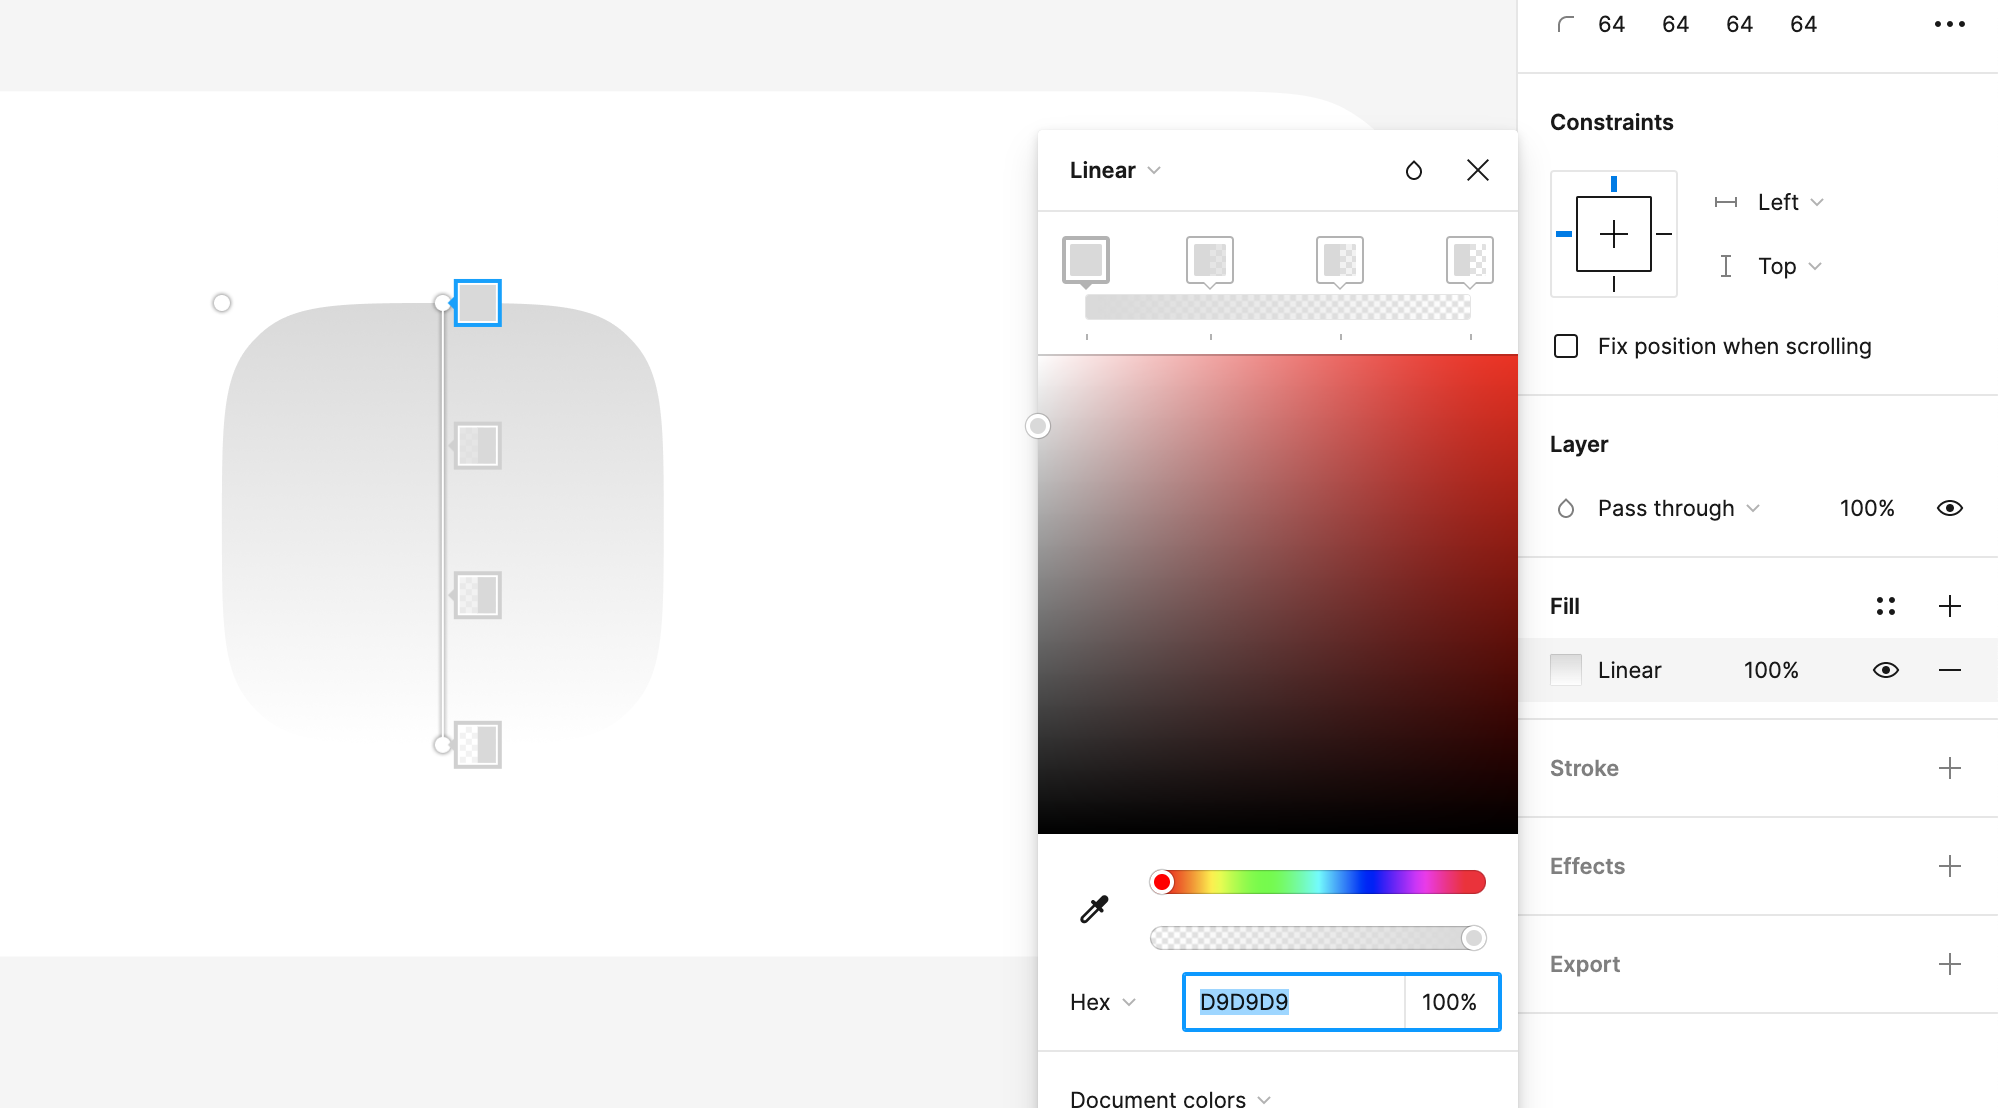 64 64 64 64
Constraints
Linear
Left
Top
Fix position when scrolling
Layer
Pass through 100%
Fill
Linear 100%
Stroke
Effects
Export
Hex D9D9D9 100%
Document colors